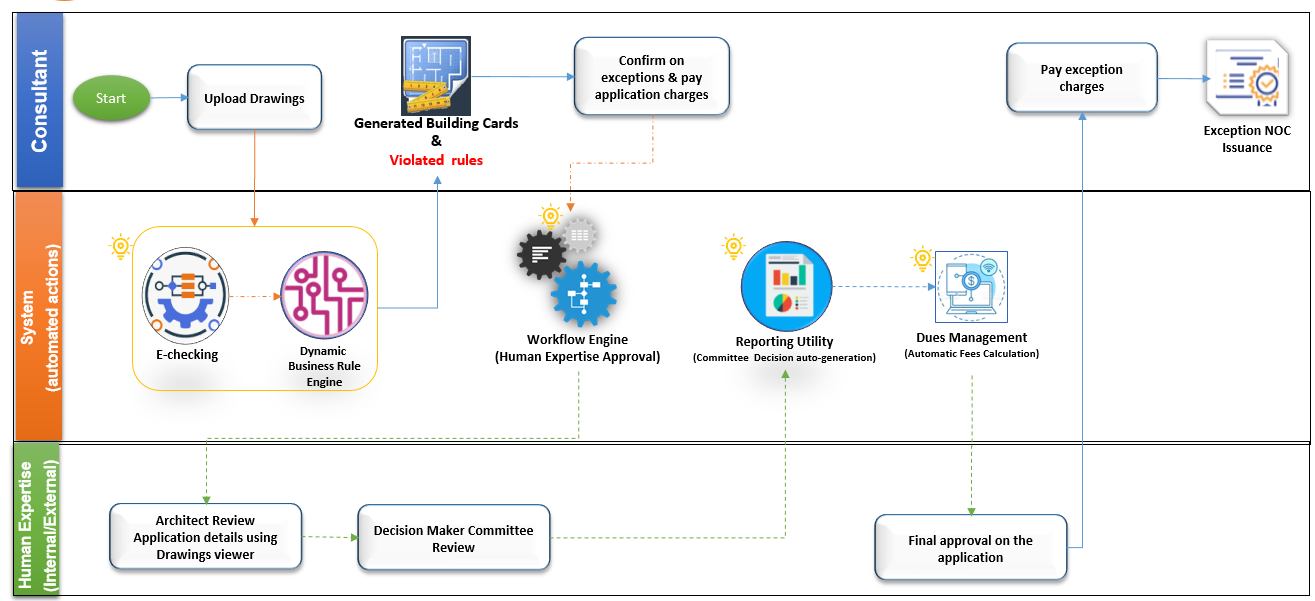 Consultant
Start
Upload Drawings
Generated Building Cards
&
Violated rules
Confirm on
exceptions & pay
application charges
Pay exception
charges
Exception NOC
Issuance
System
(automated actions)
E-checking
Dynamic
Business Rule
Engine
Workflow Engine
(Human Expertise Approval)
Reporting Utility
(Committee Decision auto-generation)
Dues Management
(Automatic Fees Calculation)
Human Expertise
(Internal/External)
Architect Review
Application details using
Drawings viewer
Decision Maker Committee
Review
Final approval on the
application